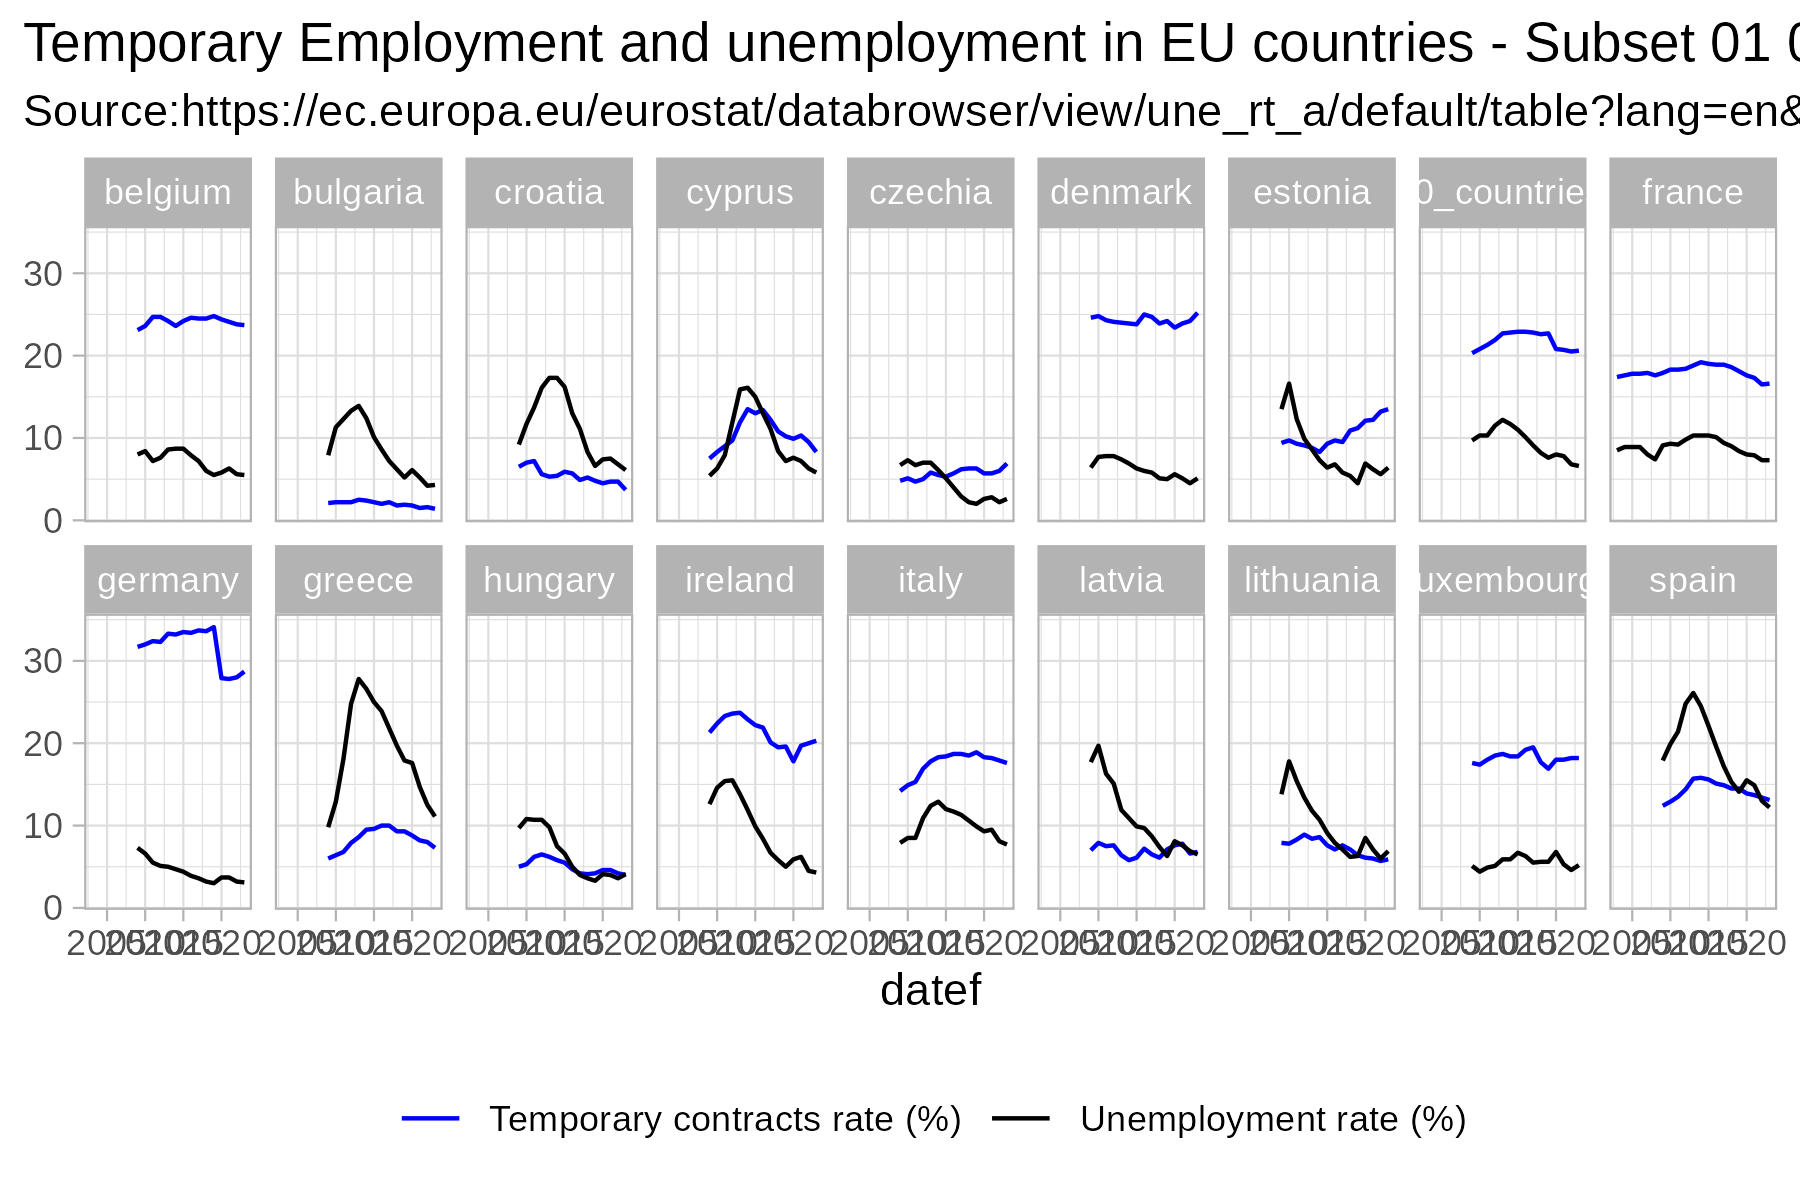 Temporary Employment and unemployment in EU countries - Subset 01
Source:https://ec.europa.eu/eurostat/databrowser/view/une_rt_a/default/table?lang=en&
belgium bulgaria croatia cyprus czechia denmark estonia 0_countrie france
30
20
10
0
germany greece hungary ireland italy latvia lithuania uxembourg spain
30
20
10
0
datef
Temporary contracts rate (%) Unemployment rate (%)